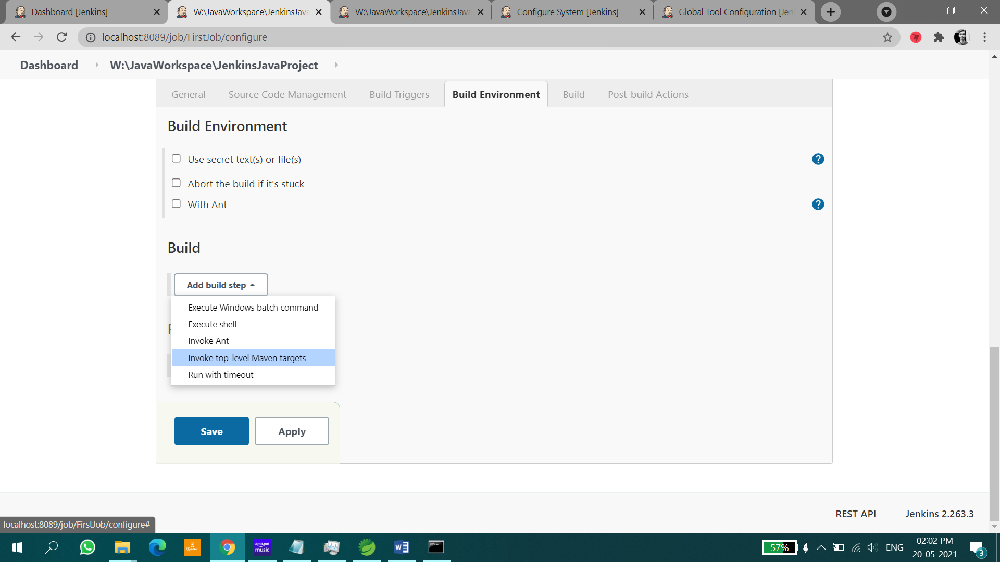 Dashboard [Jenkins]
W:\JavaWorkspace\JenkinsJava
W:\JavaWorkspace\JenkinsJava
Configure System [Jenkins]
Global Tool Configuration [Jen
localhost:8089/job/FirstJob/configure
Dashboard
W:\JavaWorkspace\JenkinsJavaProject
General
Source Code Management
Build Triggers
Build Environment
Build
Post-build Actions
Build Environment
Use secret text(s) or file(s)
?
Abort the build if it's stuck
With Ant
?
Build
Add build step
Execute Windows batch command
Execute shell
Invoke Ant
Invoke top-level Maven targets
Run with timeout
Save
Apply
REST API
Jenkins 2.263.3
localhost:8089/job/FirstJob/configure#
amazon
music
57%
ENG
02:02 PM
20-05-2021
3